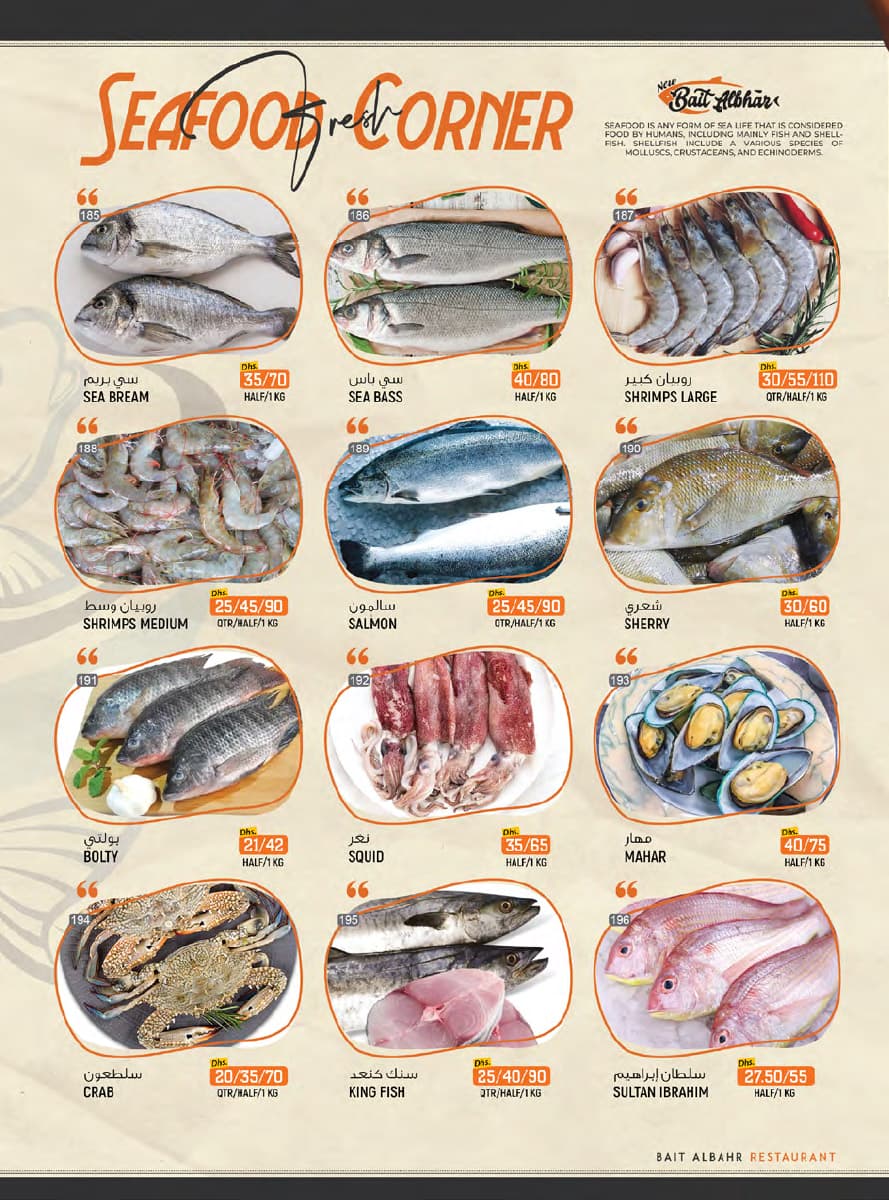 SEAFOOD CORNER
Fresh
NEW
Bait Albhar
SEAFOOD IS ANY FORM OF SEA LIFE THAT IS CONSIDERED
FOOD BY HUMANS, INCLUDING MAINLY FISH AND SHELL-
FISH. SHELLFISH INCLUDE A VARIOUS SPECIES OF
MOLLUSCS, CRUSTACEANS, AND ECHINODERMS.
185
سي بريم
SEA BREAM
Dhs.
35/70
HALF/1 KG
186
سي باس
SEA BASS
Dhs.
40/80
HALF/1 KG
187
روبيان كبير
SHRIMPS LARGE
Dhs.
30/55/110
QTR/HALF/1 KG
188
روبيان وسط
SHRIMPS MEDIUM
Dhs.
25/45/90
QTR/HALF/1 KG
189
سالمون
SALMON
Dhs.
25/45/90
QTR/HALF/1 KG
190
شعري
SHERRY
Dhs.
30/60
HALF/1 KG
191
بولتي
BOLTY
Dhs.
21/42
HALF/1 KG
192
نغر
SQUID
Dhs.
35/65
HALF/1 KG
193
مهار
MAHAR
Dhs.
40/75
HALF/1 KG
194
سلطعون
CRAB
Dhs.
20/35/70
QTR/HALF/1 KG
195
سنك كنعد
KING FISH
Dhs.
25/40/90
QTR/HALF/1 KG
196
سلطان إبراهيم
SULTAN IBRAHIM
Dhs.
27.50/55
HALF/1 KG
BAIT ALBAHR RESTAURANT